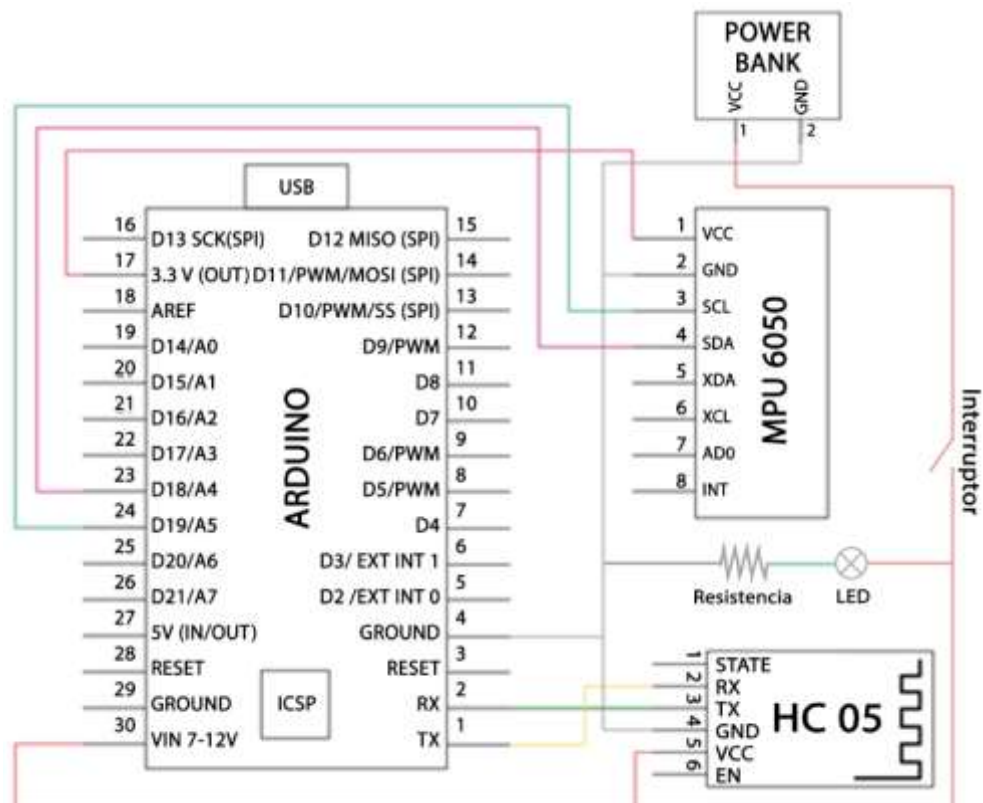 POWER
BANK
VCC
GND
1
2
USB
16
D13 SCK(SPI)
17
3.3 V (OUT)
18
AREF
19
D14/A0
20
D15/A1
21
D16/A2
22
D17/A3
23
D18/A4
24
D19/A5
25
D20/A6
26
D21/A7
27
5V (IN/OUT)
28
RESET
29
GROUND
30
VIN 7-12V
ARDUINO
ICSP
D12 MISO (SPI)
15
D11/PWM/MOSI (SPI)
14
D10/PWM/SS (SPI)
13
D9/PWM
12
D8
11
D7
10
D6/PWM
9
D5/PWM
8
D4
7
D3/ EXT INT 1
6
D2 /EXT INT 0
5
GROUND
4
RESET
3
RX
2
TX
1
1
VCC
2
GND
3
SCL
4
SDA
5
XDA
6
XCL
7
AD0
8
INT
MPU 6050
Interruptor
Resistencia
LED
1
STATE
2
RX
3
TX
4
GND
5
VCC
6
EN
HC 05